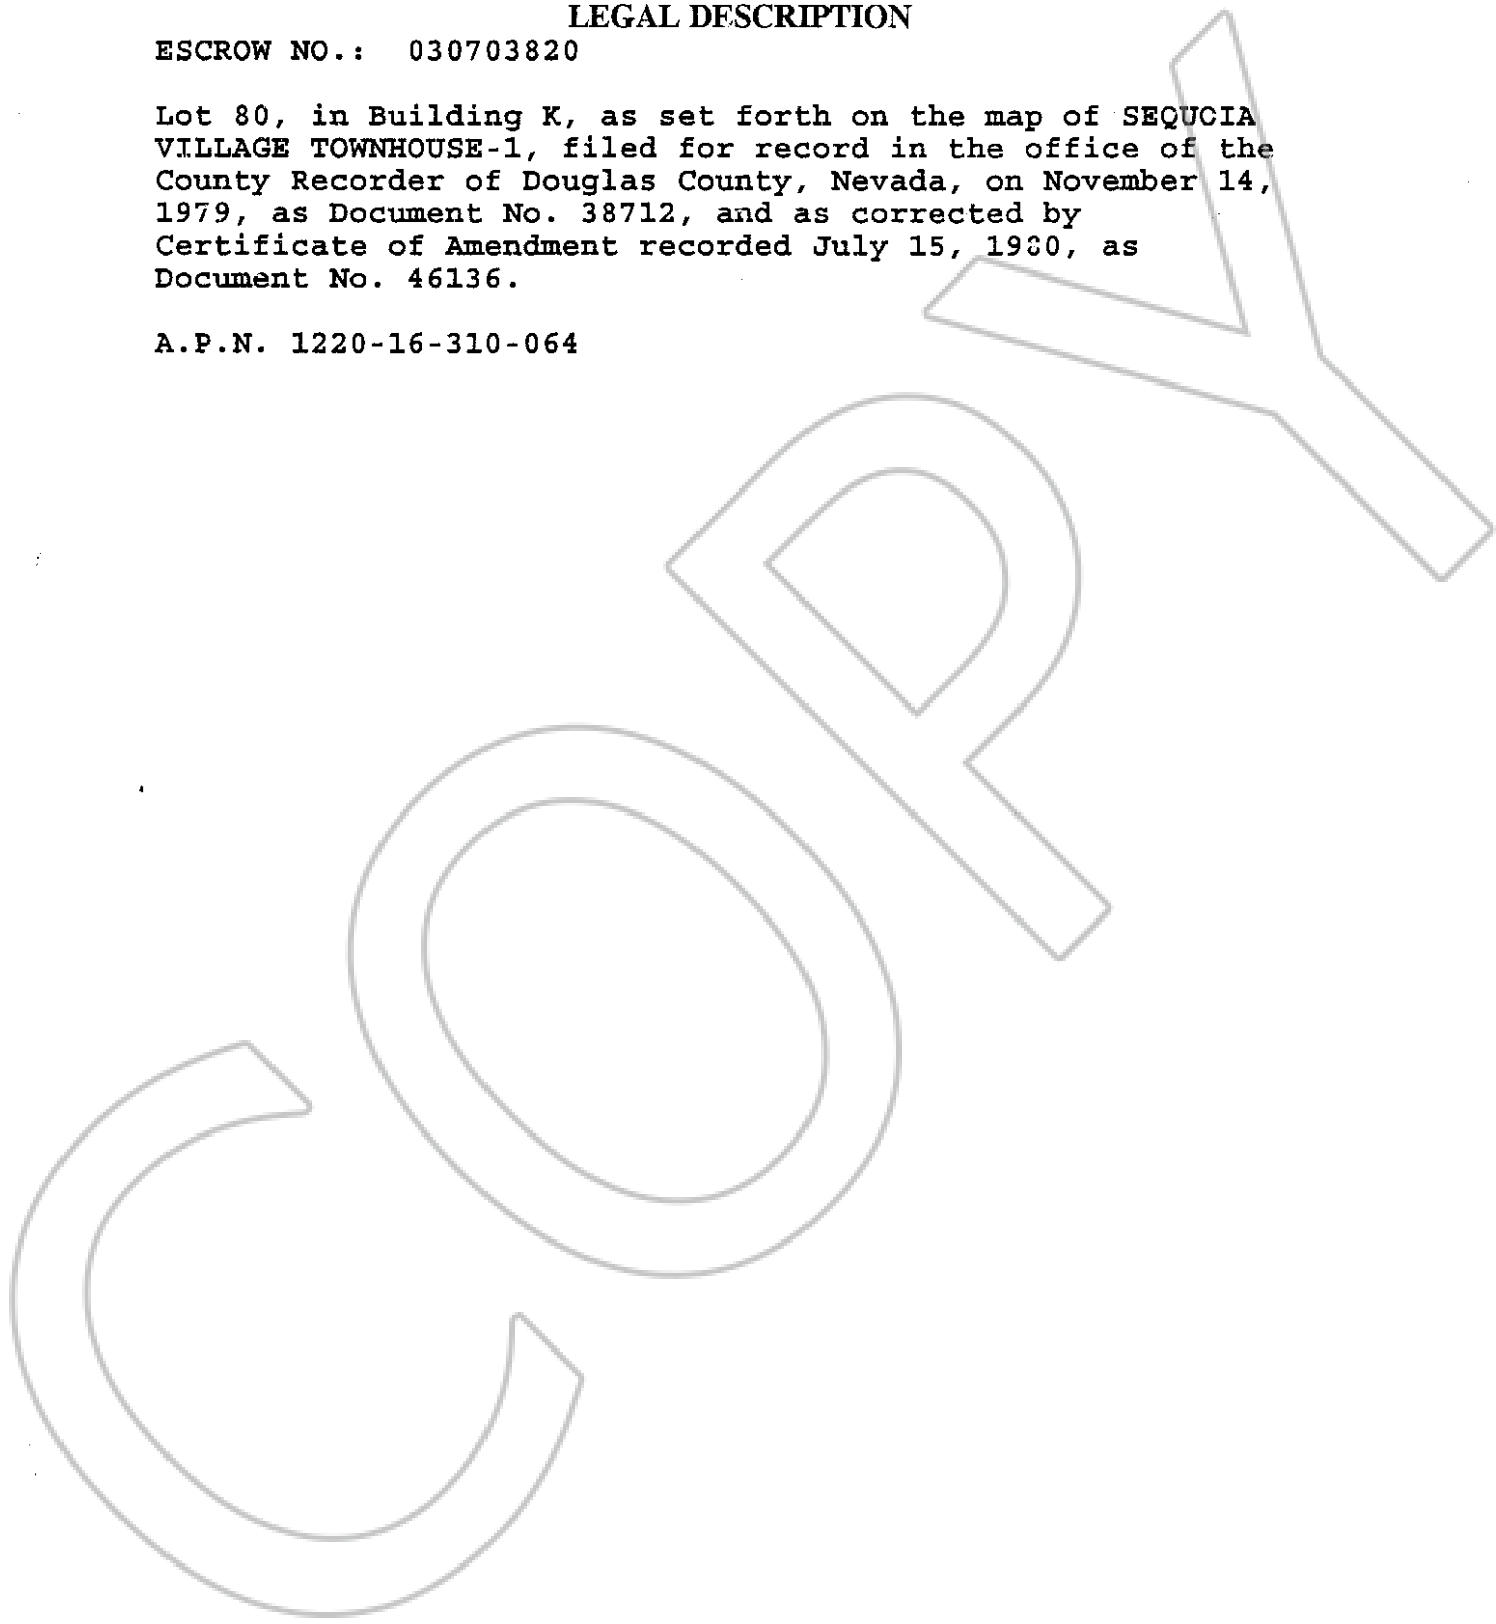 LEGAL DESCRIPTION
ESCROW NO.: 030703820
Lot 80, in Building K, as set forth on the map of SEQUOIA
VILLAGE TOWNHOUSE-1, filed for record in the office of the
County Recorder of Douglas County, Nevada, on November 14,
1979, as Document No. 38712, and as corrected by
Certificate of Amendment recorded July 15, 1980, as
Document No. 46136.
A.P.N. 1220-16-310-064
COPY